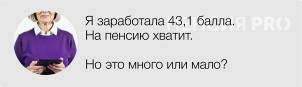 Я заработала 43,1 балла.
На пенсию хватит.
Но это много или мало?